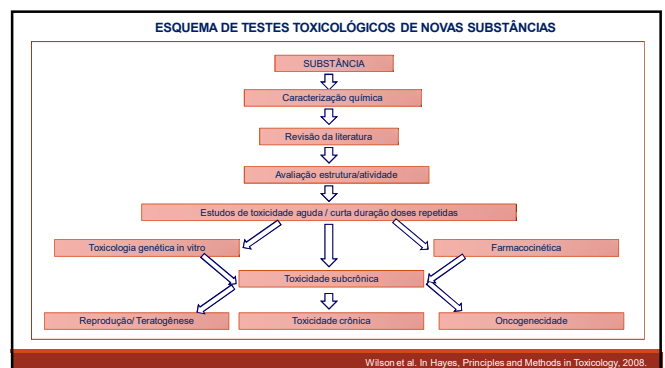 ESQUEMA DE TESTES TOXICOLÓGICOS DE NOVAS SUBSTÂNCIAS
SUBSTÂNCIA
Caracterização química
Revisão da literatura
Avaliação estrutura/atividade
Estudos de toxicidade aguda / curta duração doses repetidas
Toxicologia genética in vitro
Farmacocinética
Toxicidade subcrônica
Reprodução/ Teratogênese
Toxicidade crônica
Oncogenecidade
Wilson et al. In Hayes, Principles and Methods in Toxicology, 2008.